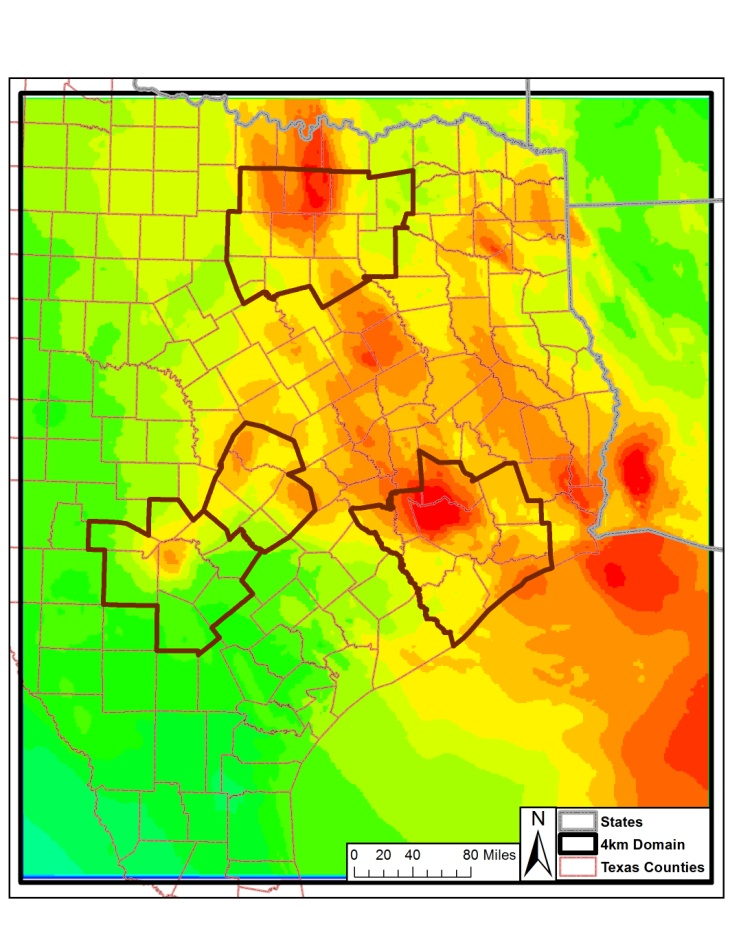 N
States
4km Domain
Texas Counties
0 20 40 80 Miles